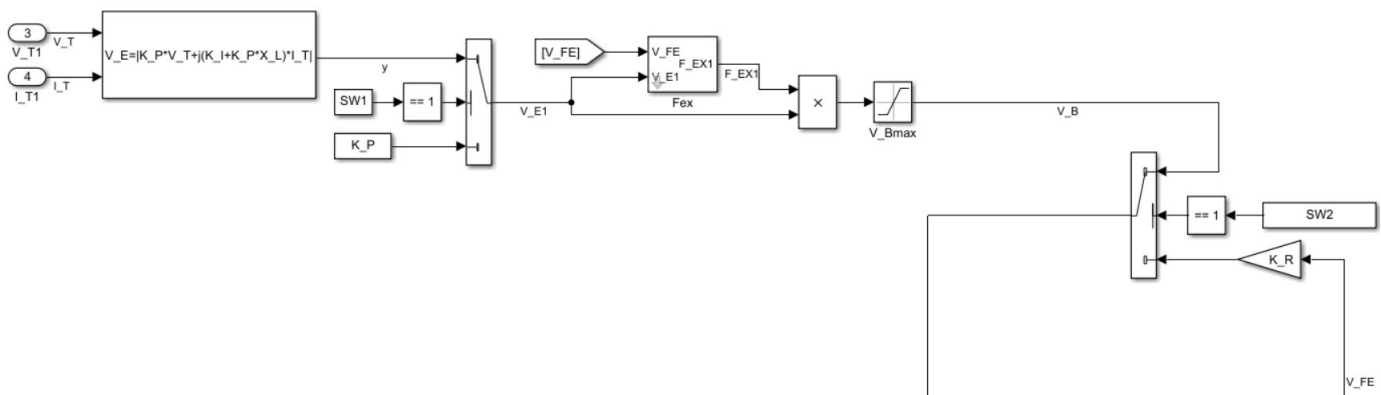 3
V_T1
V_T
4
I_T1
I_T
V_E=|K_P*V_T+j(K_I+K_P*X_L)*I_T|
y
SW1
== 1
K_P
V_E1
[V_FE]
V_FE
V_E1
F_EX1
Fex
F_EX1
×
V_Bmax
V_B
== 1
SW2
K_R
V_FE